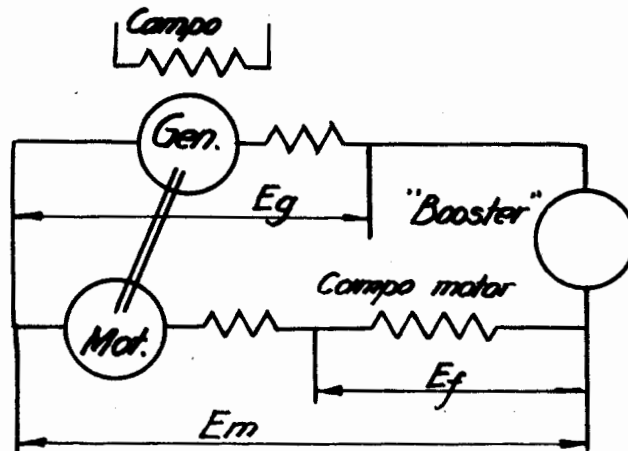 Campo
Gen.
Eg
"Booster"
Campo motor
Mot.
Ef
Em